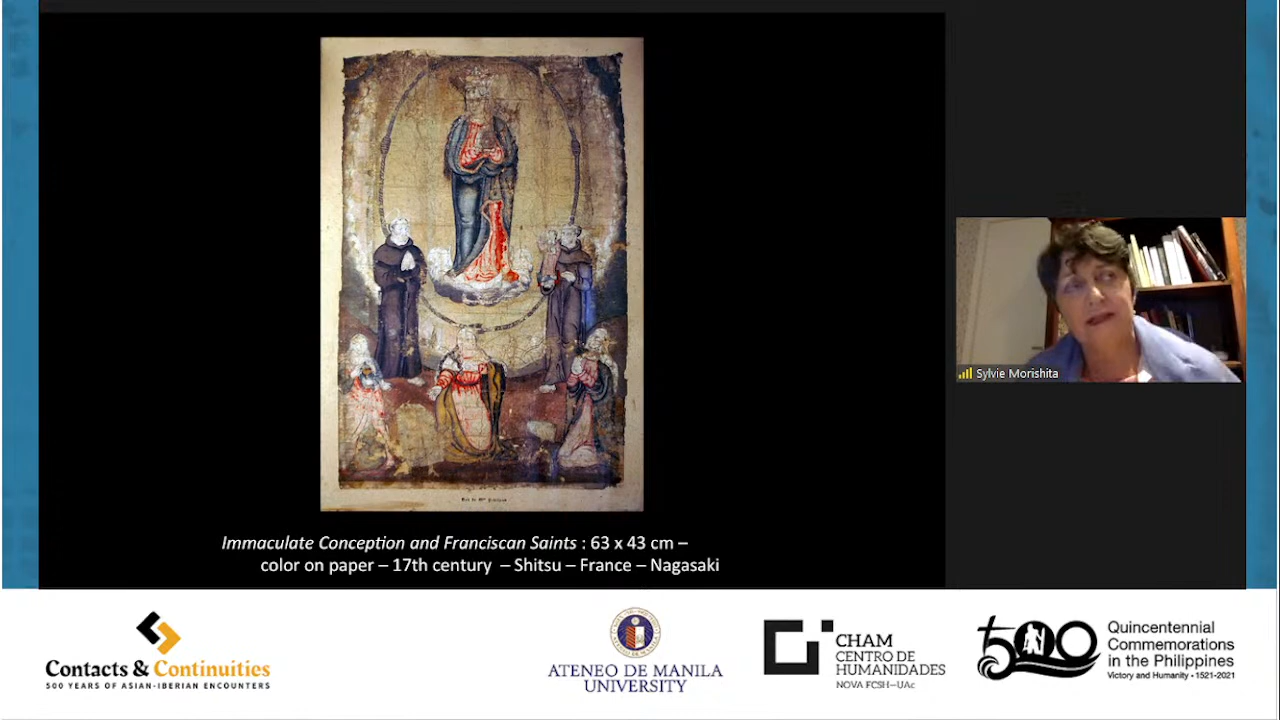 Sylvie Morishita
Immaculate Conception and Franciscan Saints : 63 x 43 cm –
color on paper – 17th century – Shitsu – France – Nagasaki
Contacts & Continuities
500 YEARS OF ASIAN-IBERIAN ENCOUNTERS
ATENEO DE MANILA
UNIVERSITY
CHAM
CENTRO DE
HUMANIDADES
NOVA FCSH—UAc
500
Quincentennial
Commemorations
in the Philippines
Victory and Humanity • 1521-2021